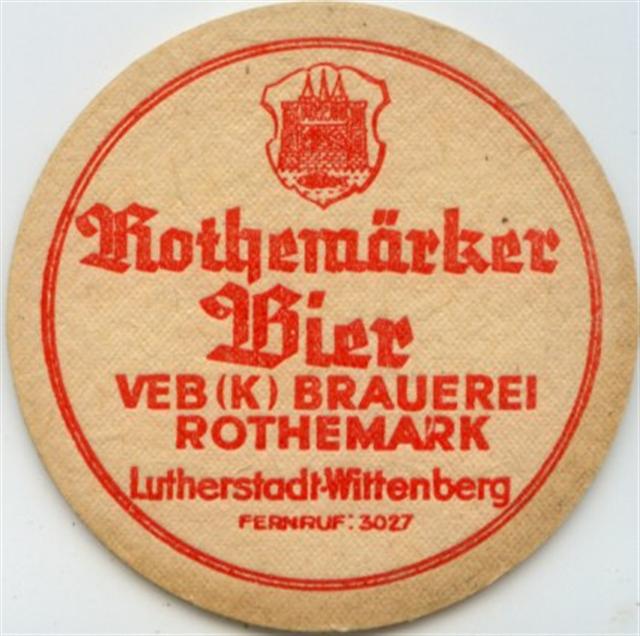 Rothemärker
Bier
VEB (K) BRAUEREI
ROTHEMARK
Lutherstadt-Wittenberg
FERNRUF: 3027